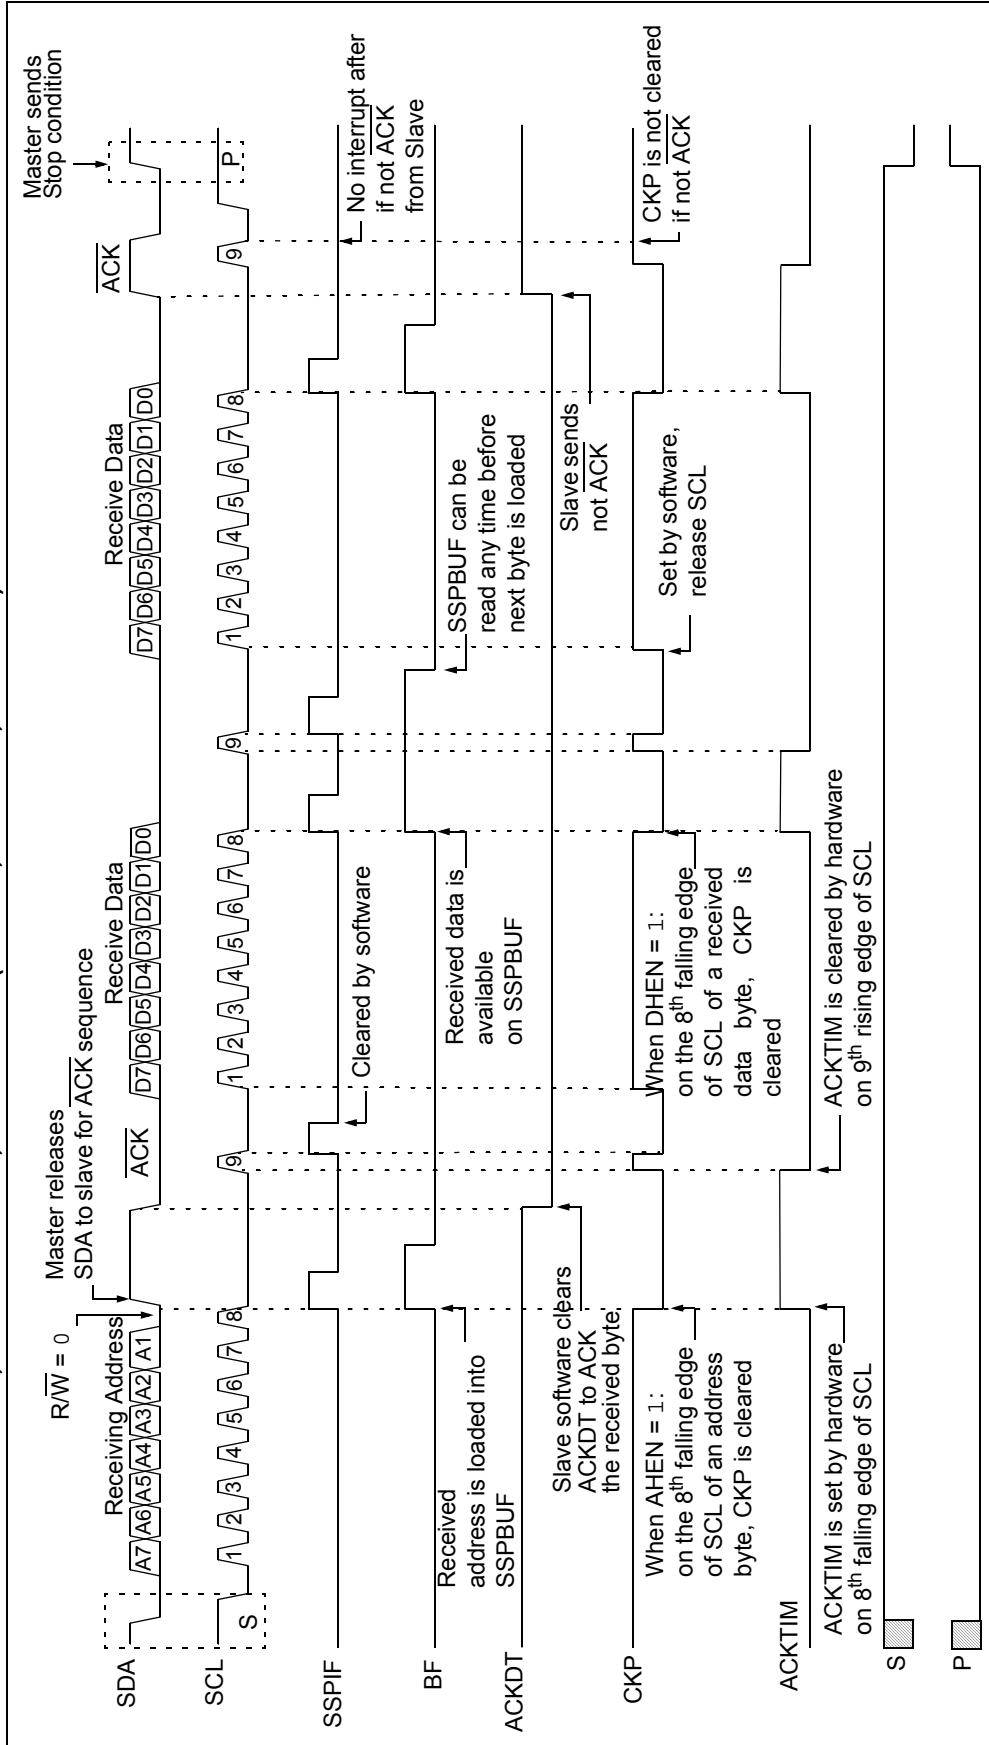 Master sends
Stop condition
Master releases
SDA to slave for ACK sequence
R/W = 0
Receiving Address
ACK
Receive Data
Receive Data
ACK
SDA
A7 A6 A5 A4 A3 A2 A1
D7 D6 D5 D4 D3 D2 D1 D0
D7 D6 D5 D4 D3 D2 D1 D0
SCL
S
1 2 3 4 5 6 7 8 9
1 2 3 4 5 6 7 8 9
1 2 3 4 5 6 7 8 9
P
SSPIF
Cleared by software
No interrupt after
if not ACK
from Slave
BF
Received
address is loaded into
SSPBUF
Received data is
available
on SSPBUF
SSPBUF can be
read any time before
next byte is loaded
ACKDT
Slave software clears
ACKDT to ACK
the received byte
Slave sends
not ACK
CKP
When AHEN = 1:
on the 8th falling edge
of SCL of an address
byte, CKP is cleared
When DHEN = 1:
on the 8th falling edge
of SCL of a received
data byte, CKP is
cleared
Set by software,
release SCL
CKP is not cleared
if not ACK
ACKTIM
ACKTIM is set by hardware
on 8th falling edge of SCL
ACKTIM is cleared by hardware
on 9th rising edge of SCL
S
P